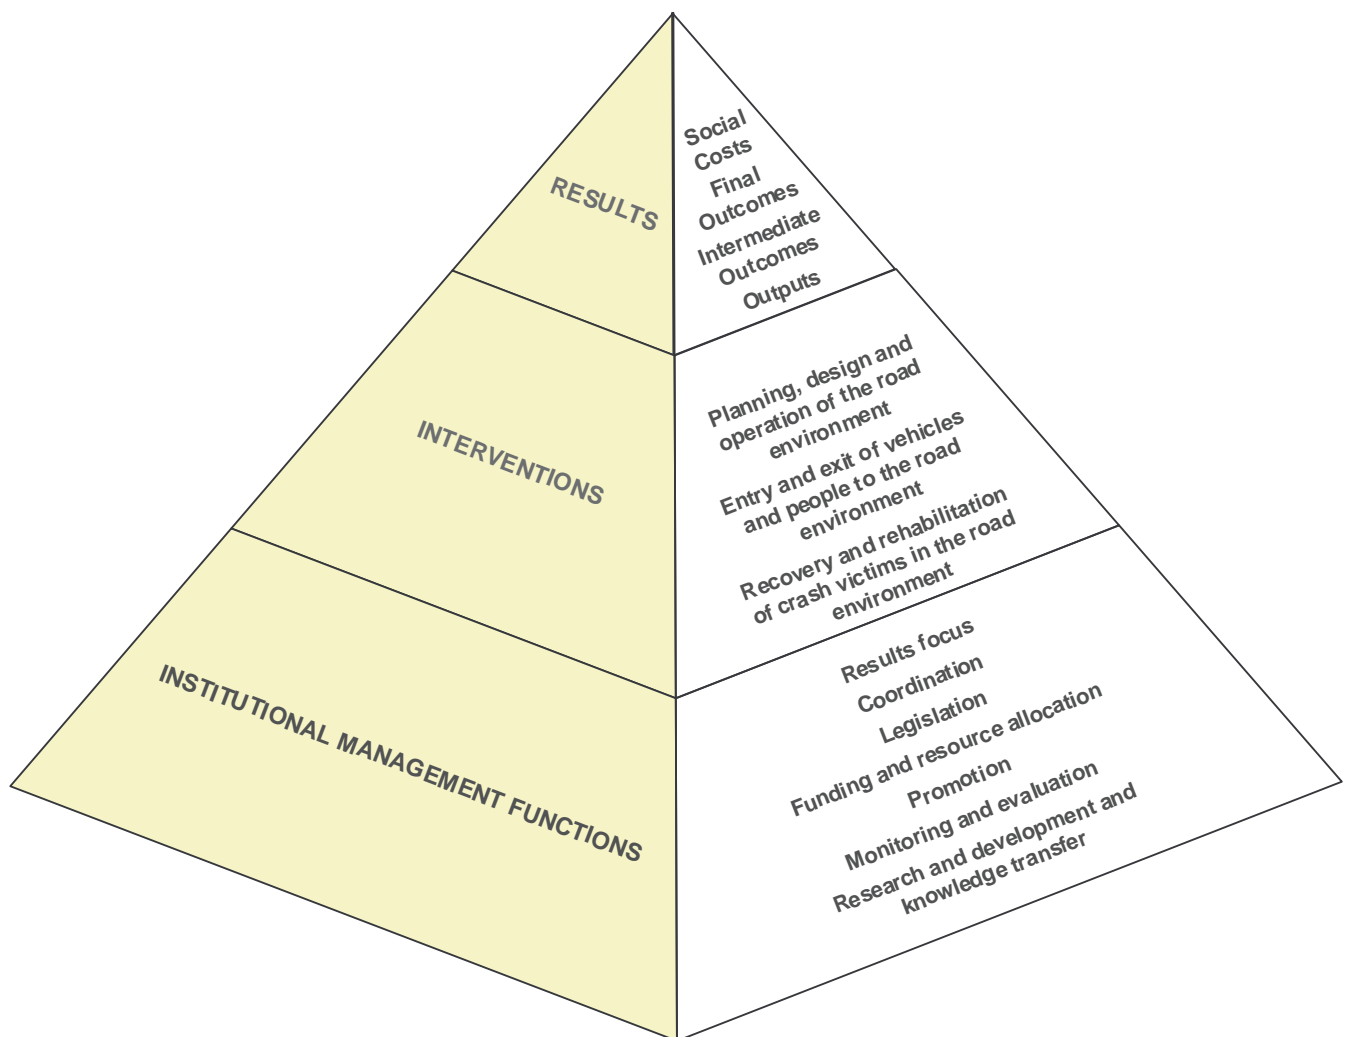 RESULTS
Social
Costs
Final
Outcomes
Intermediate
Outcomes
Outputs
INTERVENTIONS
Planning, design and
operation of the road
environment
Entry and exit of vehicles
and people to the road
environment
Recovery and rehabilitation
of crash victims in the road
environment
INSTITUTIONAL MANAGEMENT FUNCTIONS
Results focus
Coordination
Legislation
Funding and resource allocation
Promotion
Monitoring and evaluation
Research and development and
knowledge transfer